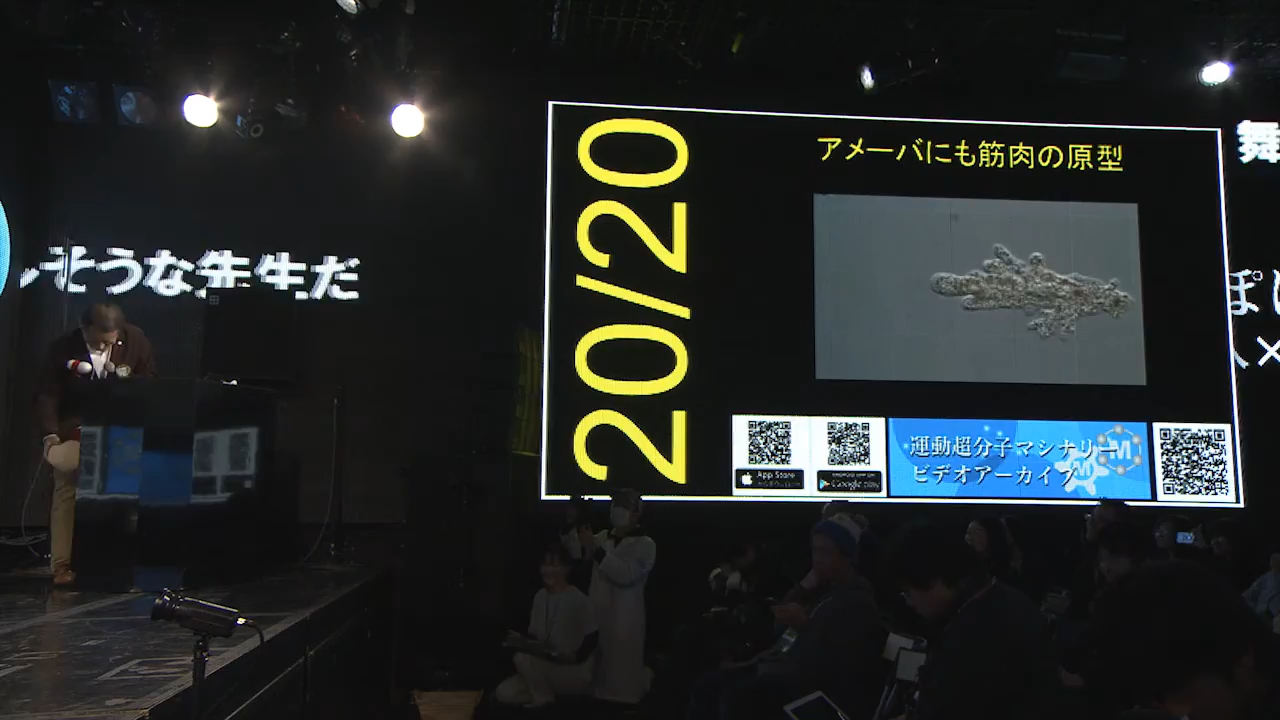 そうな先生だ
20/20
アメーバにも筋肉の原型
App Store
Google play
運動超分子マシナリー
ビデオアーカイブ
M
M
舞
ぽ
人×